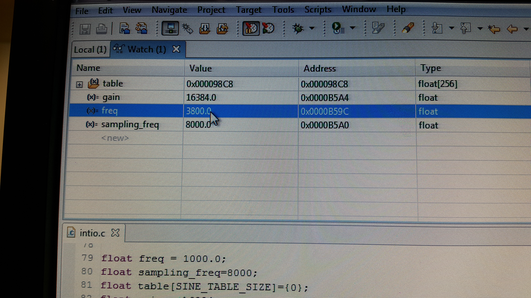 File Edit View Navigate Project Target Tools Scripts Window Help
Local (1) Watch (1)
Name Value Address Type
table 0x000098C8 0x000098C8 float[256]
(x)= gain 16384.0 0x0000B5A4 float
(x)= freq 3800.0 0x0000B59C float
(x)= sampling_freq 8000.0 0x0000B5A0 float
<new>
intio.c
78
79 float freq = 1000.0;
80 float sampling_freq=8000;
81 float table[SINE_TABLE_SIZE]={0};